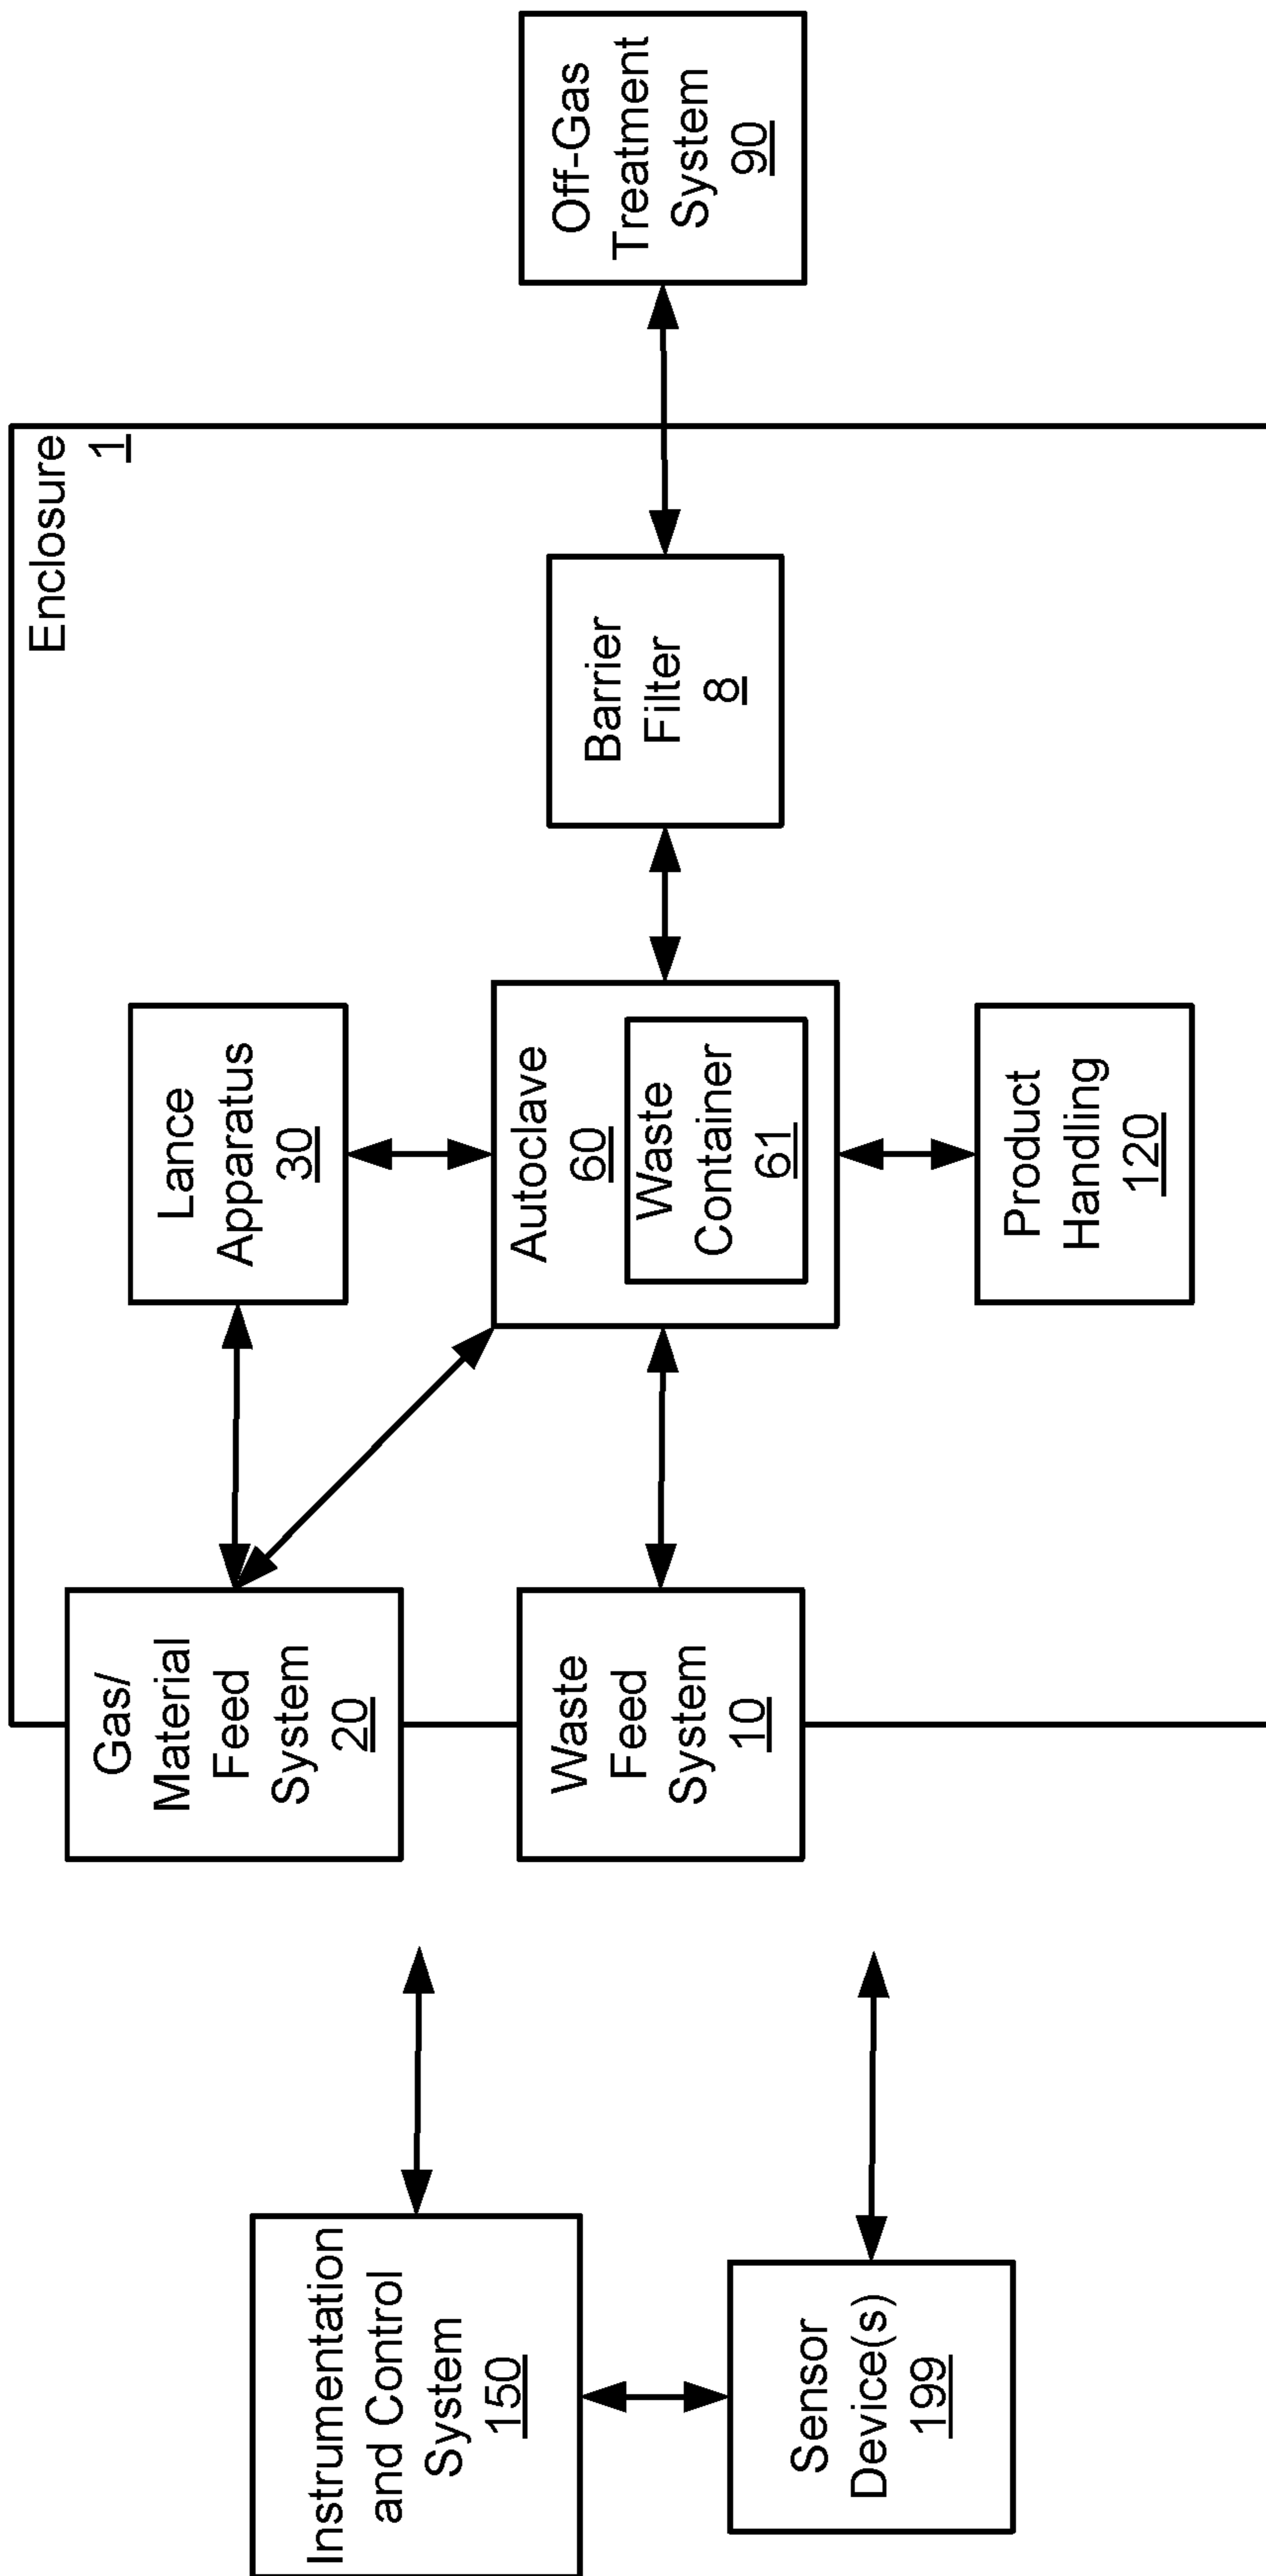 Enclosure
1
Instrumentation
and Control
System
150
Sensor
Device(s)
199
Gas/
Material
Feed
System
20
Waste
Feed
System
10
Lance
Apparatus
30
Autoclave
60
Waste
Container
61
Product
Handling
120
Barrier
Filter
8
Off-Gas
Treatment
System
90